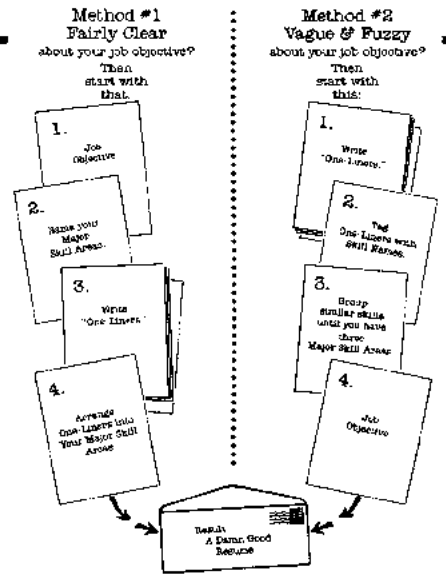 Method #1
Fairly Clear
about your job objective?
Then
start with
that.
1.
Job
Objective
2.
Name your
Major
Skill Areas.
3.
Write
"One Liners."
4.
Arrange
One-Liners into
Your Major Skill
Areas
Method #2
Vague & Fuzzy
about your job objective?
Then
start with
this:
1.
Write
"One-Liners."
2.
Tag
One-Liners with
Skill Names.
3.
Group
similar skills
until you have
three
Major Skill Areas
4.
Job
Objective
Result
A Damn Good
Resume